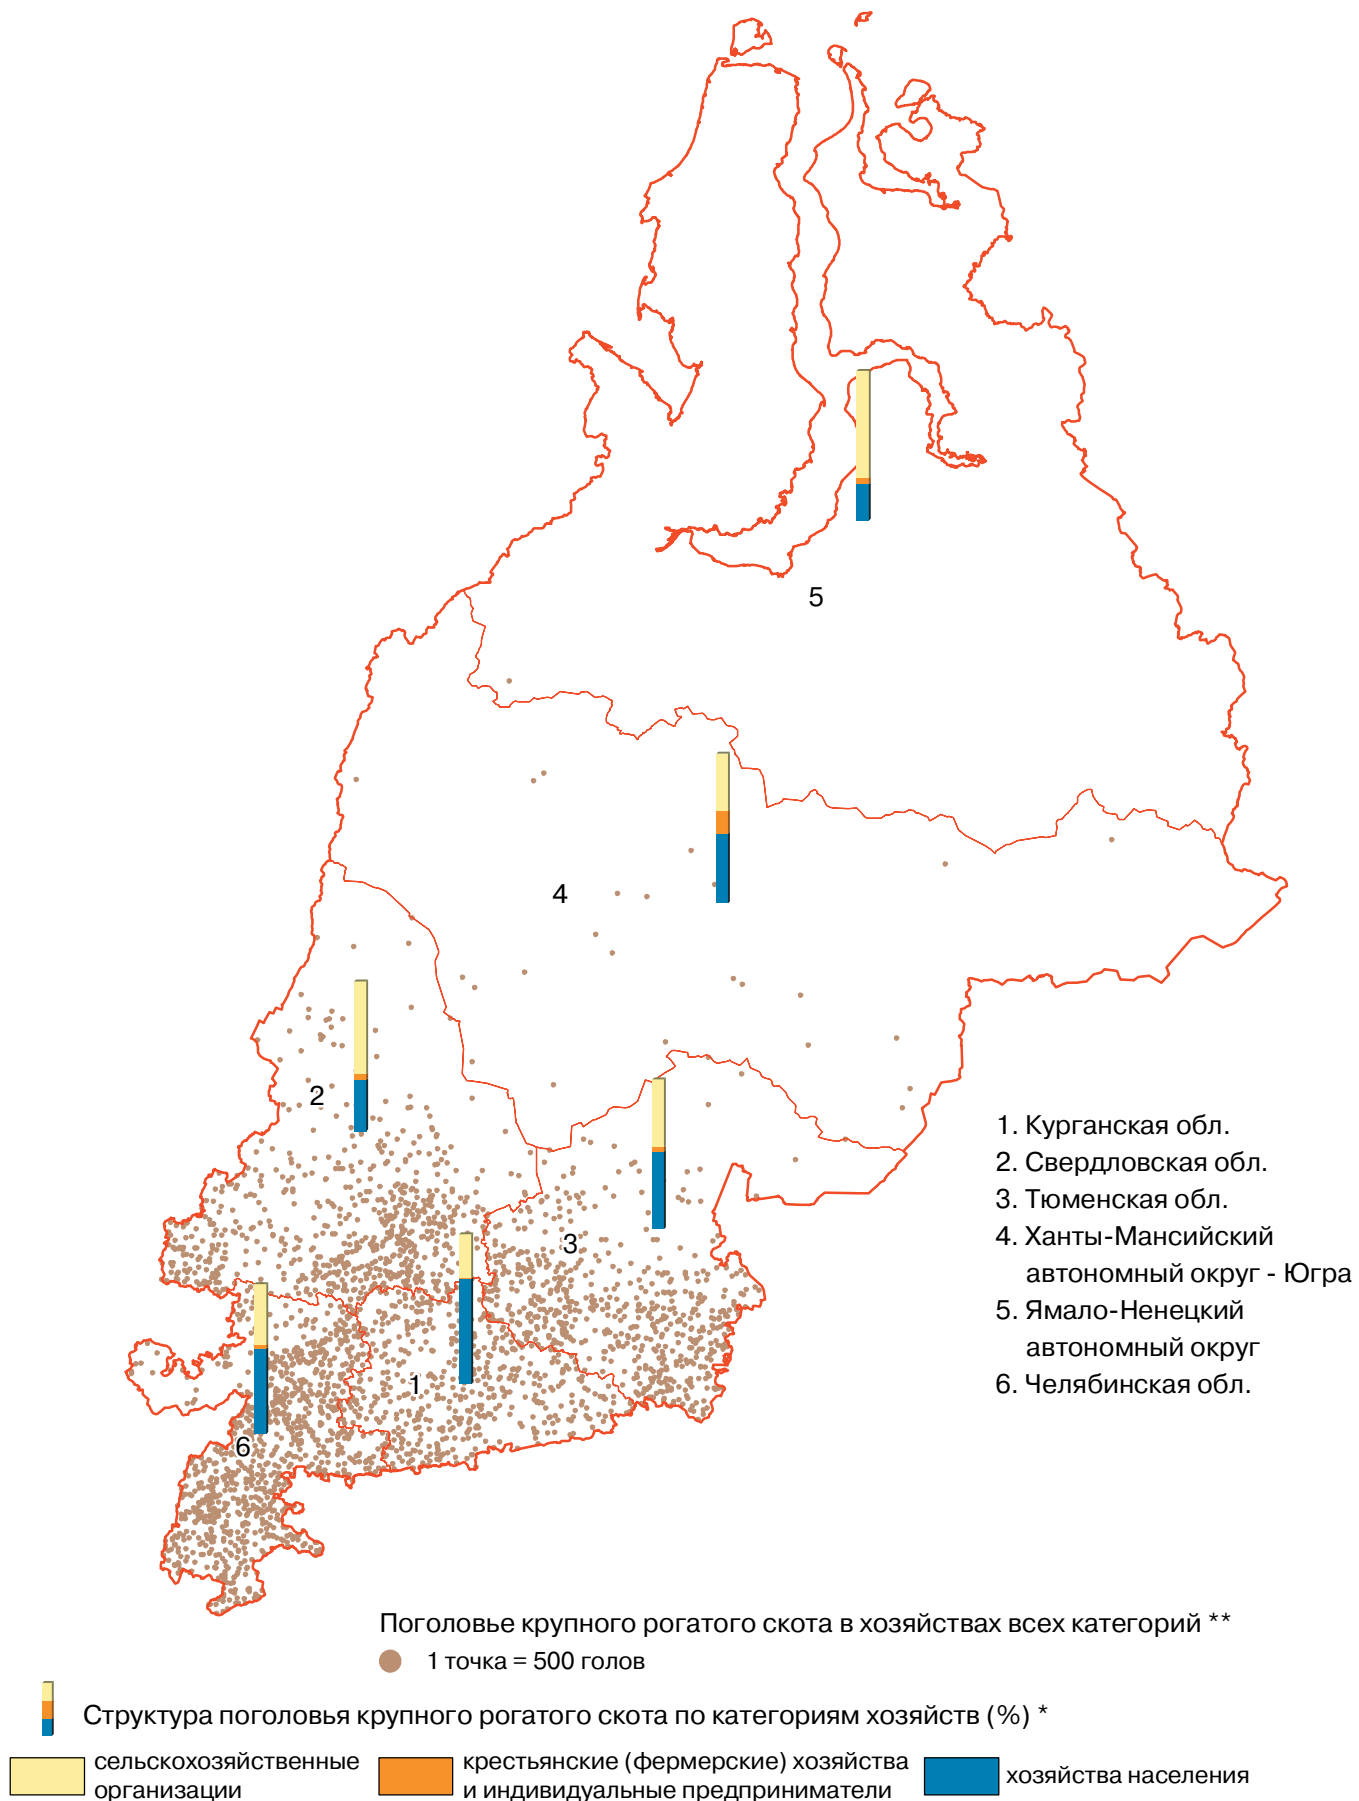 5
4
2
3
1
6
1. Курганская обл.
2. Свердловская обл.
3. Тюменская обл.
4. Ханты-Мансийский
автономный округ - Югра
5. Ямало-Ненецкий
автономный округ
6. Челябинская обл.
Поголовье крупного рогатого скота в хозяйствах всех категорий **
1 точка = 500 голов
Структура поголовья крупного рогатого скота по категориям хозяйств (%) *
сельскохозяйственные
организации
крестьянские (фермерские) хозяйства
и индивидуальные предприниматели
хозяйства населения